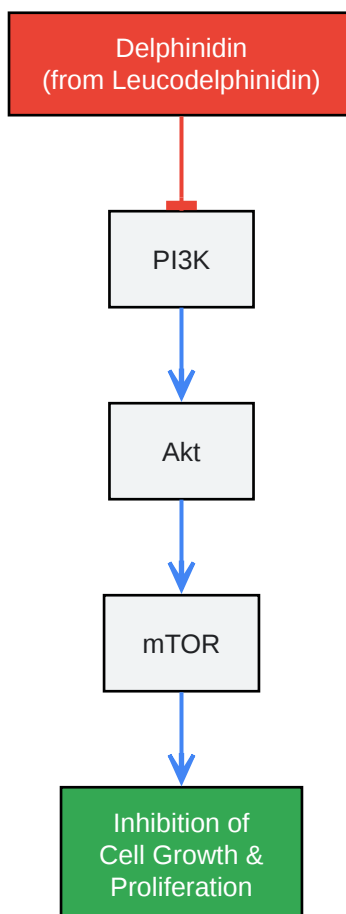 Delphinidin
(from Leucodelphinidin)
PI3K
Akt
mTOR
Inhibition of
Cell Growth &
Proliferation